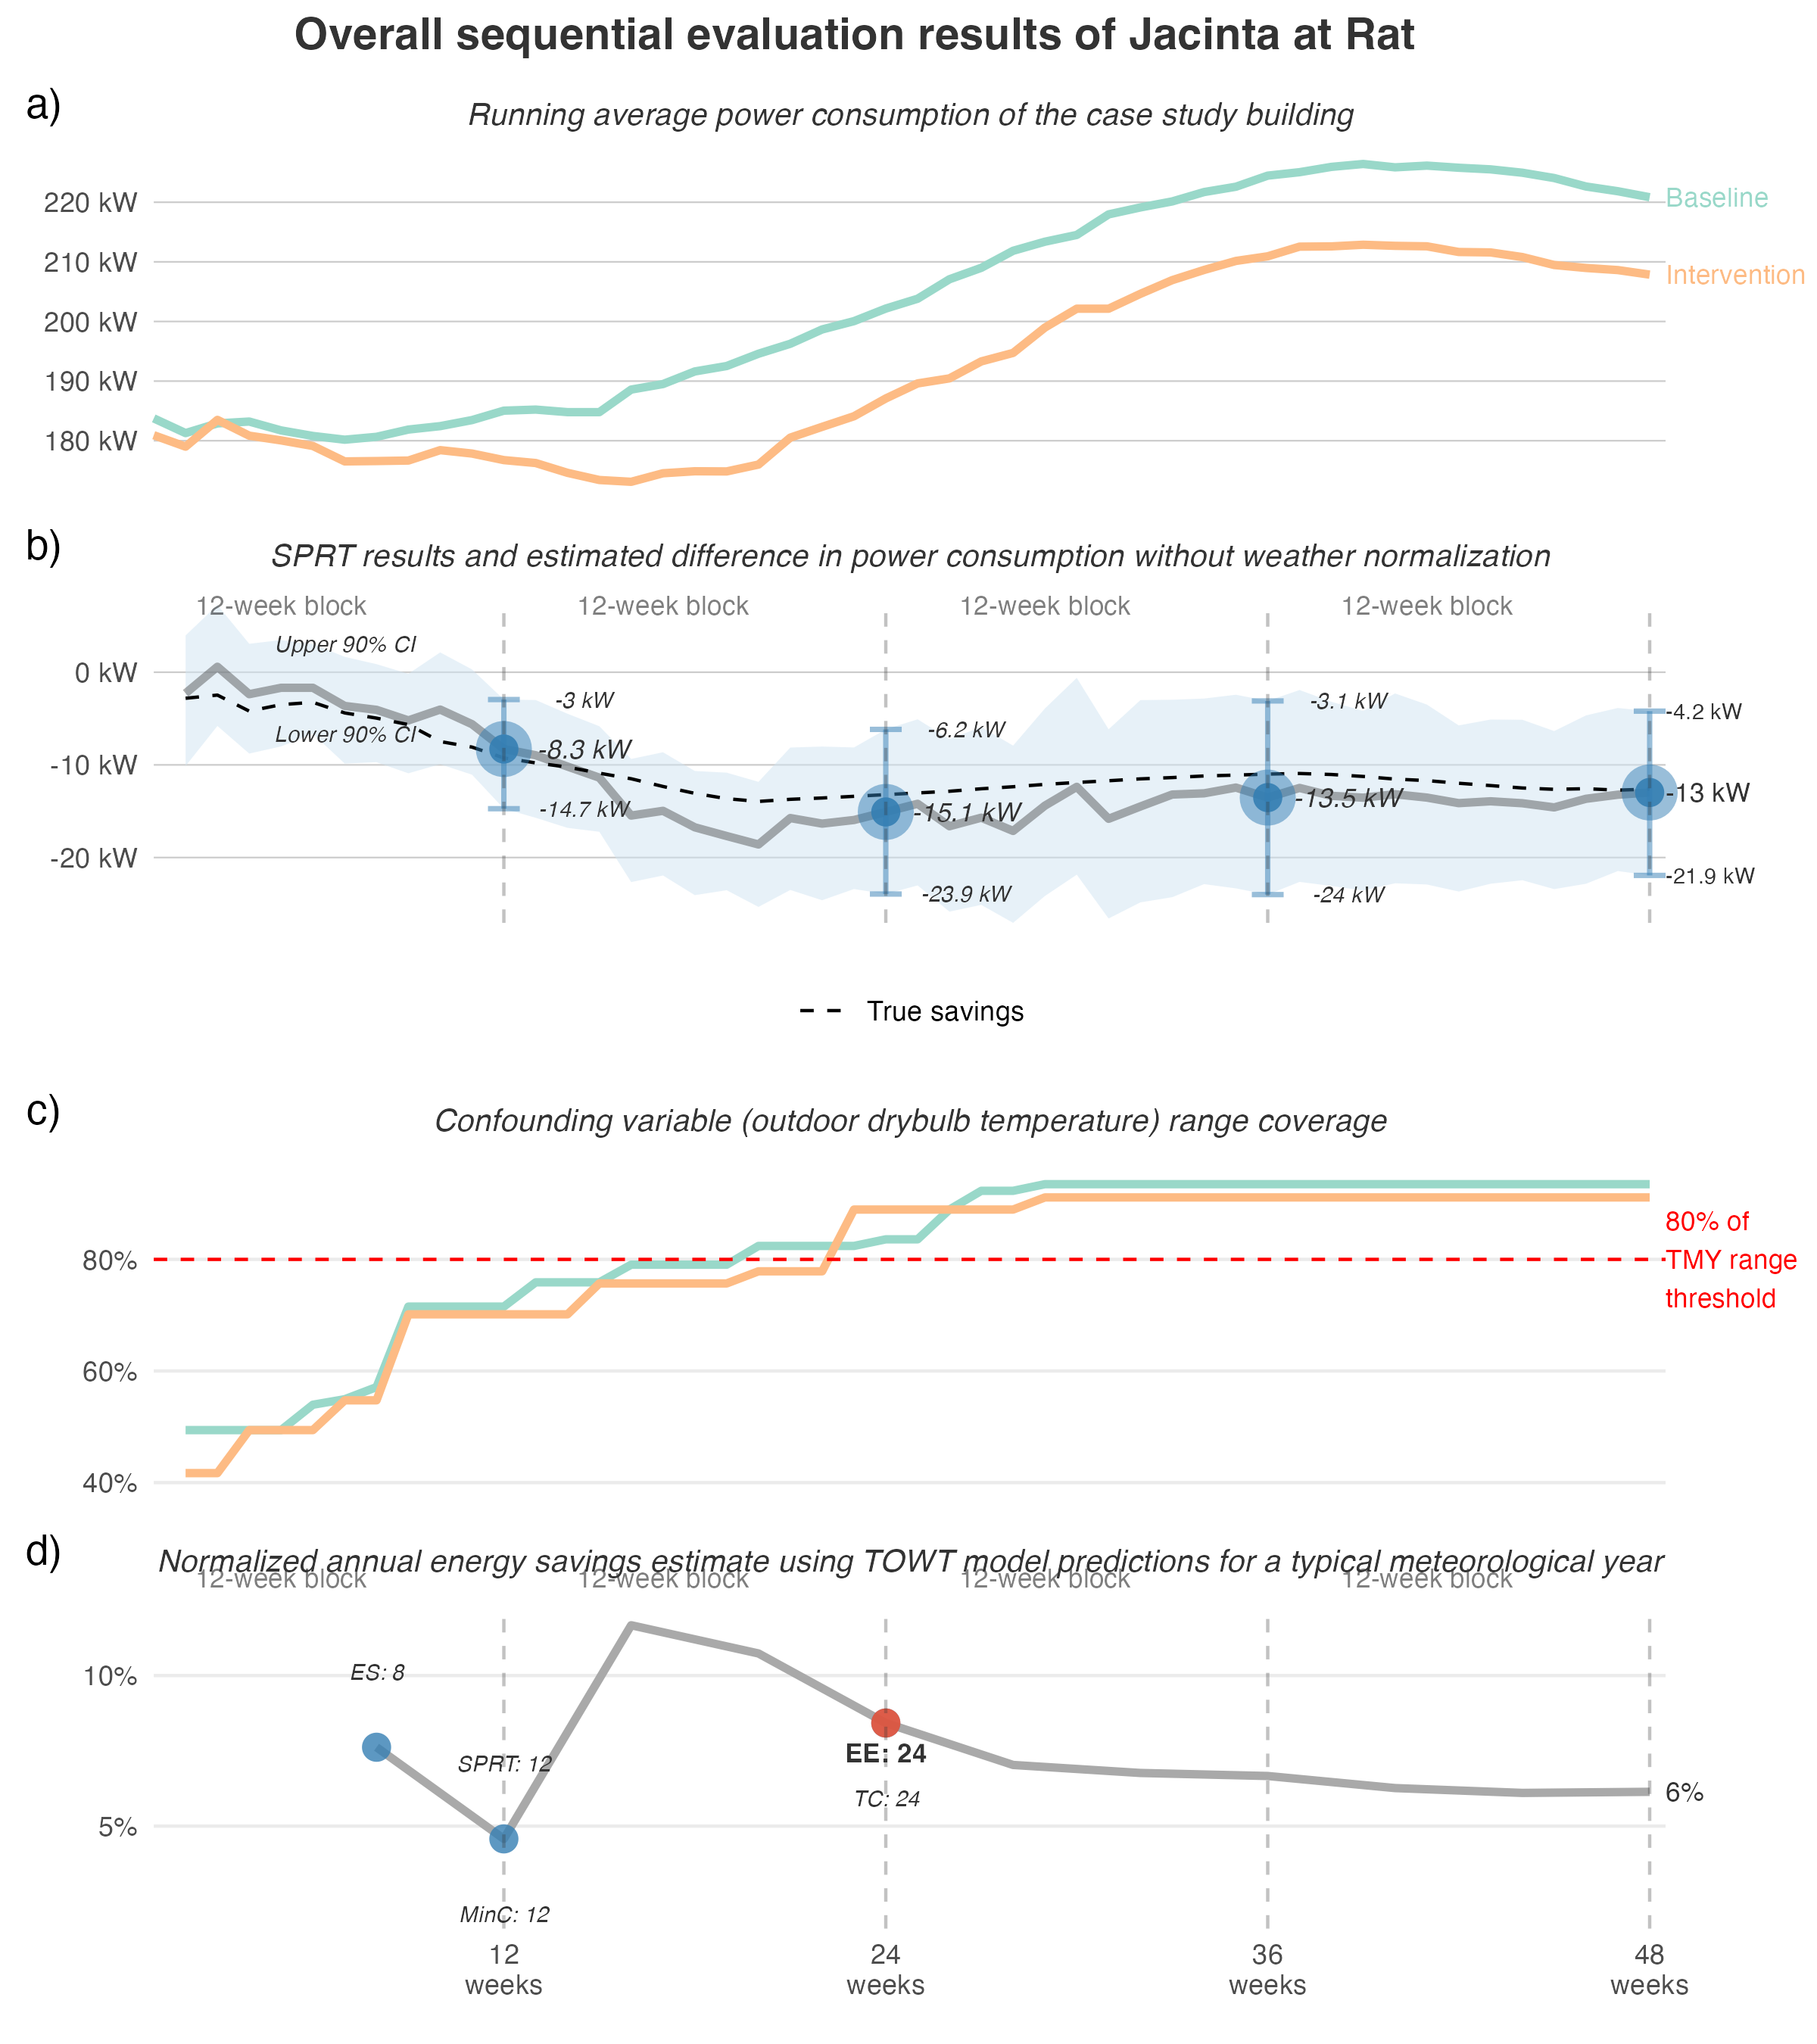 Overall sequential evaluation results of Jacinta at Rat
a)
Running average power consumption of the case study building
220 kW
210 kW
200 kW
190 kW
180 kW
Baseline
Intervention
b)
SPRT results and estimated difference in power consumption without weather normalization
12-week block 12-week block 12-week block 12-week block
Upper 90% CI
Lower 90% CI
0 kW
-10 kW
-20 kW
-3 kW
-8.3 kW
-14.7 kW
-6.2 kW
-15.1 kW
-23.9 kW
-3.1 kW
-13.5 kW
-24 kW
-4.2 kW
-13 kW
-21.9 kW
True savings
c)
Confounding variable (outdoor drybulb temperature) range coverage
80%
60%
40%
80% of
TMY range
threshold
d)
Normalized annual energy savings estimate using TOWT model predictions for a typical meteorological year
12-week block 12-week block 12-week block 12-week block
10%
5%
ES: 8
SPRT: 12
MinC: 12
EE: 24
TC: 24
6%
12
weeks
24
weeks
36
weeks
48
weeks